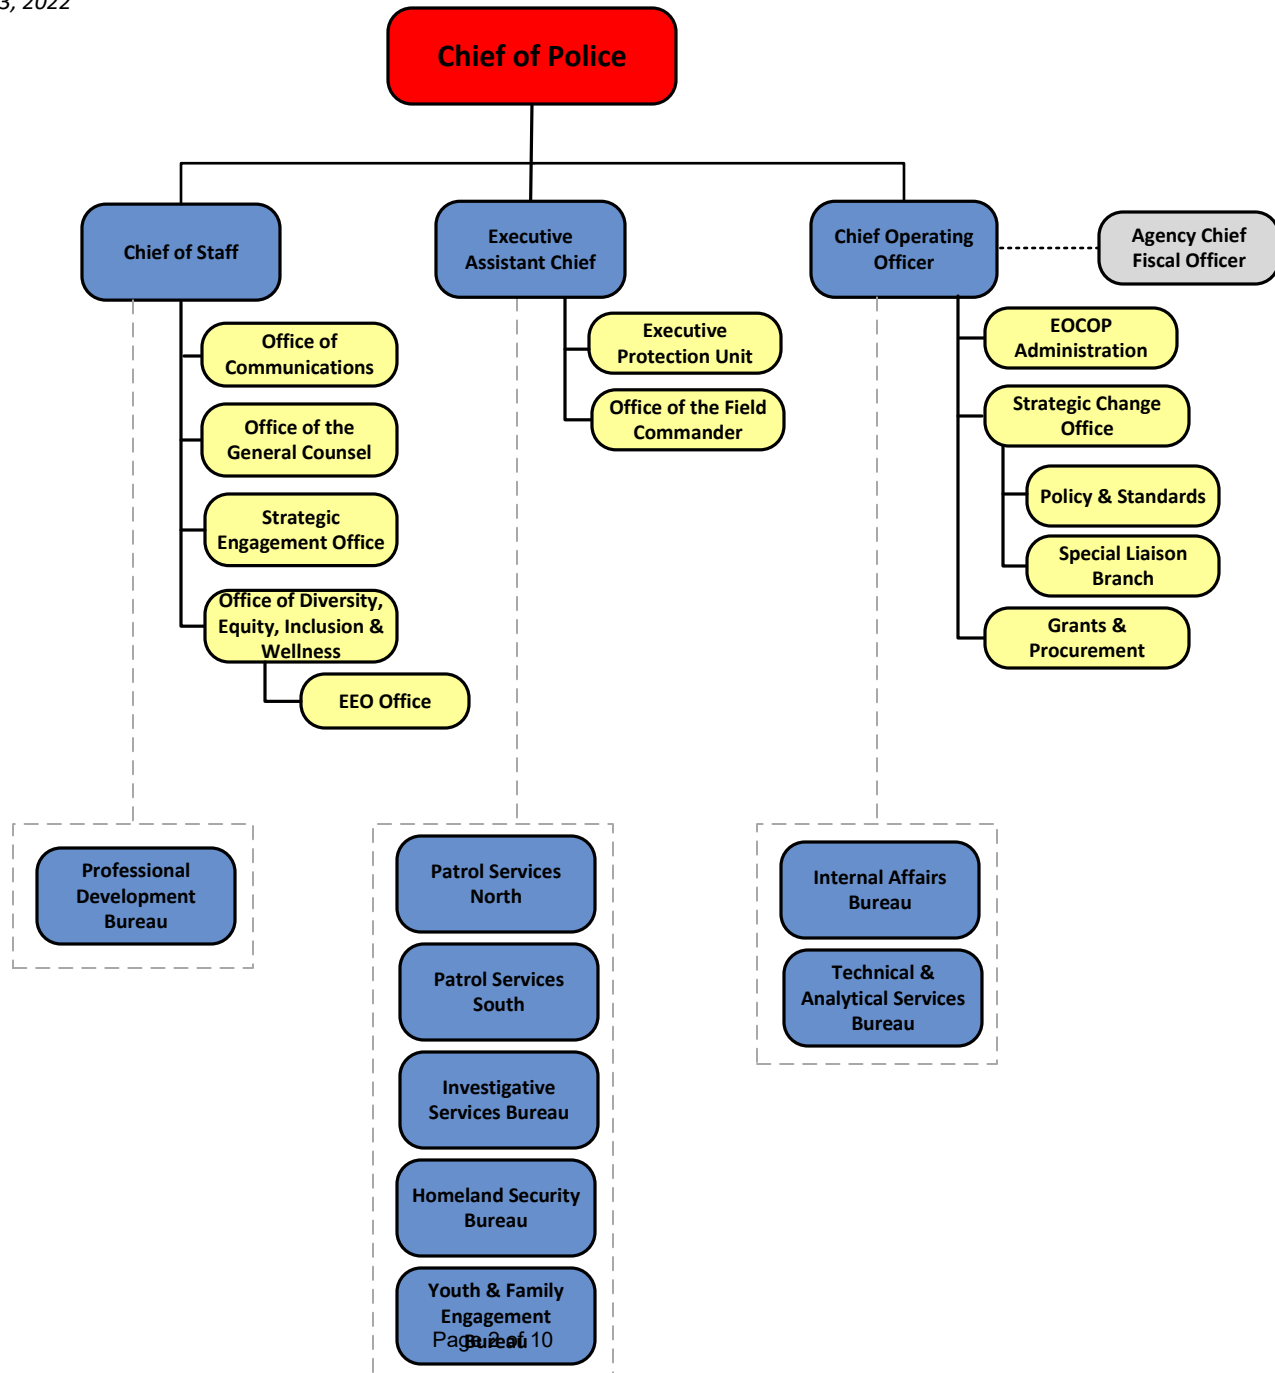 3, 2022
Chief of Police
Chief of Staff
Executive
Assistant Chief
Chief Operating
Officer
Agency Chief
Fiscal Officer
Office of
Communications
Office of the
General Counsel
Strategic
Engagement Office
Office of Diversity,
Equity, Inclusion &
Wellness
EEO Office
Executive
Protection Unit
Office of the Field
Commander
EOCOP
Administration
Strategic Change
Office
Policy & Standards
Special Liaison
Branch
Grants &
Procurement
Professional
Development
Bureau
Patrol Services
North
Patrol Services
South
Investigative
Services Bureau
Homeland Security
Bureau
Youth & Family
Engagement
Bureau
Internal Affairs
Bureau
Technical &
Analytical Services
Bureau
Page 2 of 10